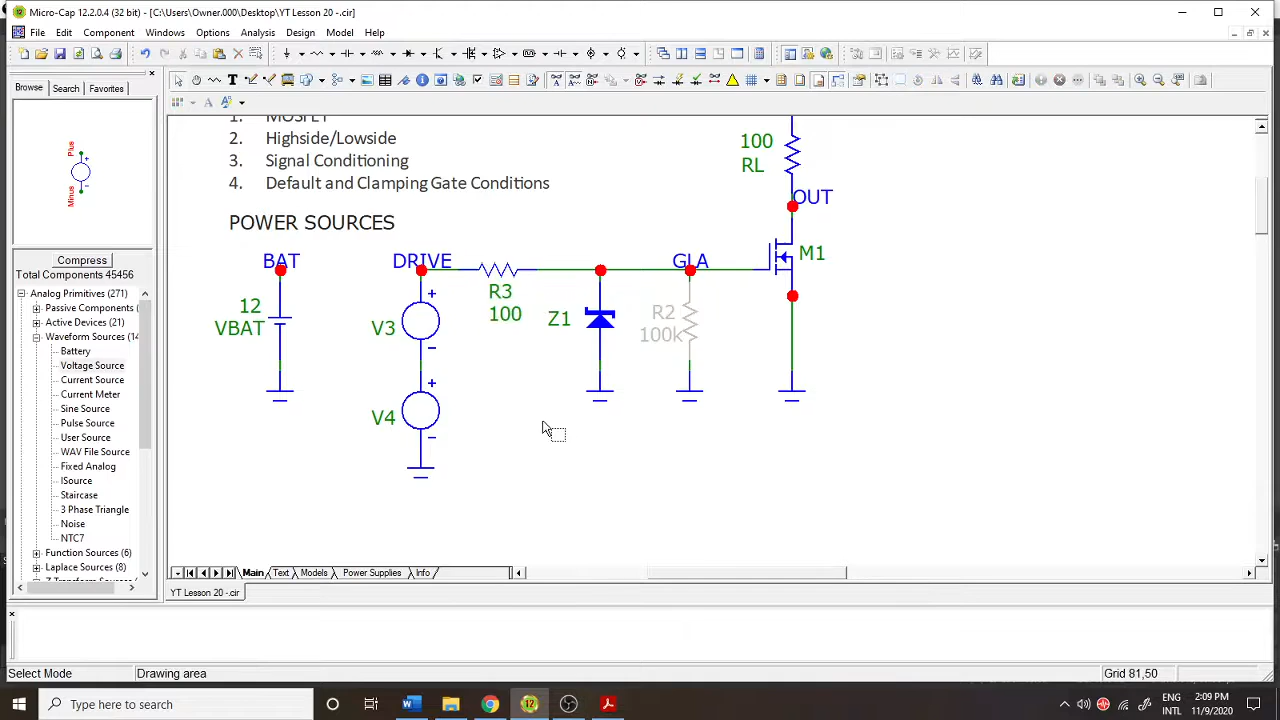 Micro-Cap 12.2.0.4 (32 bit) - [C:\Users\Owner.000\Desktop\YT Lesson 20 -.cir]
File Edit Component Windows Options Analysis Design Model Help
Browse Search Favorites
Plus
Minus
Compress
Total Components 45456
Analog Primitives (271)
Passive Components (
Active Devices (21)
Waveform Sources (14
Battery
Voltage Source
Current Source
Current Meter
Sine Source
Pulse Source
User Source
WAV File Source
Fixed Analog
ISource
Staircase
3 Phase Triangle
Noise
NTC7
Function Sources (6)
Laplace Sources (8)
1. MOSFET
2. Highside/Lowside
3. Signal Conditioning
4. Default and Clamping Gate Conditions
POWER SOURCES
100
RL
OUT
BAT
DRIVE
GLA
M1
12
VBAT
V3
R3
100
Z1
R2
100k
V4
Main Text Models Power Supplies Info
YT Lesson 20 -.cir
Select Mode
Drawing area
Grid 81,50
Type here to search
ENG
INTL
2:09 PM
11/9/2020